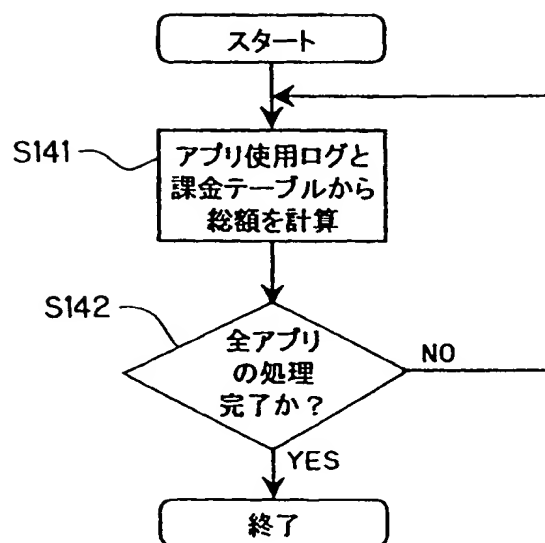 スタート
S141
アプリ使用ログと
課金テーブルから
総額を計算
S142
全アプリ
の処理
完了か？
NO
YES
終了